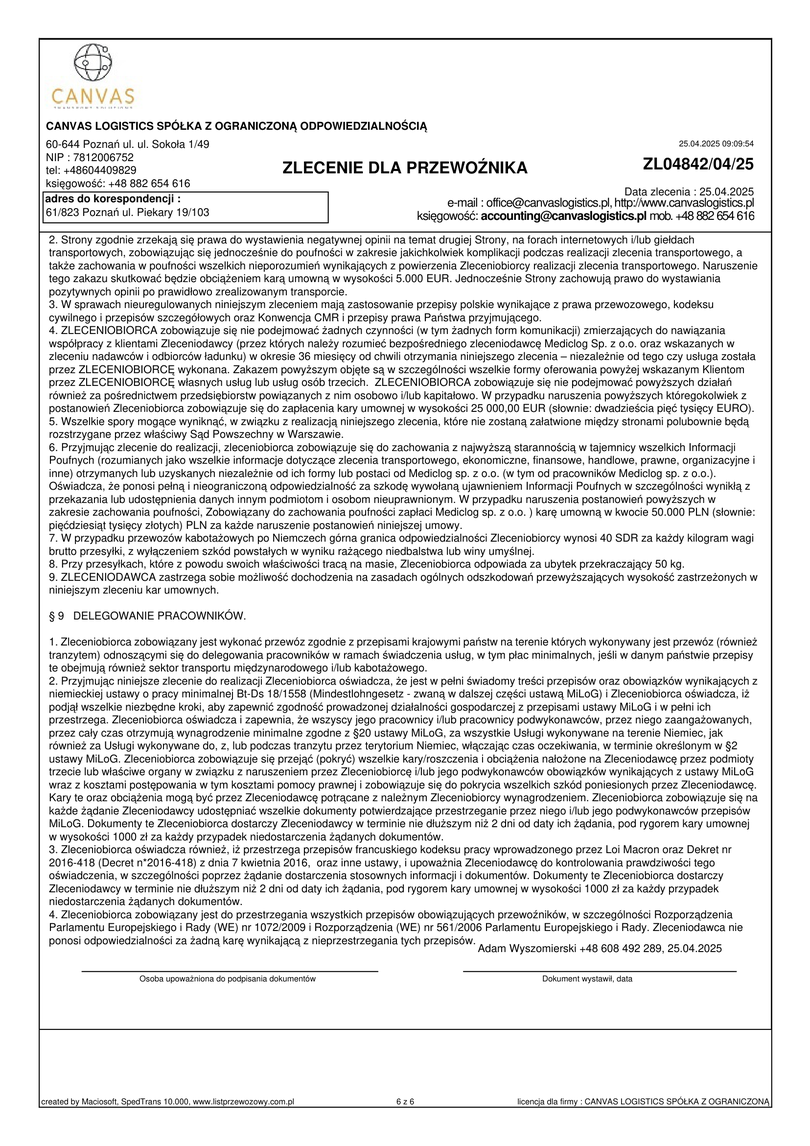 CANVAS
TRANSPORT SOLUTIONS
CANVAS LOGISTICS SPÓŁKA Z OGRANICZONĄ ODPOWIEDZIALNOŚCIĄ
60-644 Poznań ul. ul. Sokoła 1/49
NIP : 7812006752
tel: +48604409829
księgowość: +48 882 654 616
adres do korespondencji :
61/823 Poznań ul. Piekary 19/103
ZLECENIE DLA PRZEWOŹNIKA
25.04.2025 09:09:54
ZL04842/04/25
Data zlecenia : 25.04.2025
e-mail : office@canvaslogistics.pl, http://www.canvaslogistics.pl
księgowość: accounting@canvaslogistics.pl mob. +48 882 654 616
2. Strony zgodnie zrzekają się prawa do wystawienia negatywnej opinii na temat drugiej Strony, na forach internetowych i/lub giełdach
transportowych, zobowiązując się jednocześnie do poufności w zakresie jakichkolwiek komplikacji podczas realizacji zlecenia transportowego, a
także zachowania w poufności wszelkich nieporozumień wynikających z powierzenia Zleceniobiorcy realizacji zlecenia transportowego. Naruszenie
tego zakazu skutkować będzie obciążeniem karą umowną w wysokości 5.000 EUR. Jednocześnie Strony zachowują prawo do wystawiania
pozytywnych opinii po prawidłowo zrealizowanym transporcie.
3. W sprawach nieuregulowanych niniejszym zleceniem mają zastosowanie przepisy polskie wynikające z prawa przewozowego, kodeksu
cywilnego i przepisów szczegółowych oraz Konwencja CMR i przepisy prawa Państwa przyjmującego.
4. ZLECENIOBIORCA zobowiązuje się nie podejmować żadnych czynności (w tym żadnych form komunikacji) zmierzających do nawiązania
współpracy z klientami Zleceniodawcy (przez których należy rozumieć bezpośredniego zleceniodawcę Mediclog Sp. z o.o. oraz wskazanych w
zleceniu nadawców i odbiorców ładunku) w okresie 36 miesięcy od chwili otrzymania niniejszego zlecenia – niezależnie od tego czy usługa została
przez ZLECENIOBIORCĘ wykonana. Zakazem powyższym objęte są w szczególności wszelkie formy oferowania powyżej wskazanym Klientom
przez ZLECENIOBIORCĘ własnych usług lub usług osób trzecich.  ZLECENIOBIORCA zobowiązuje się nie podejmować powyższych działań
również za pośrednictwem przedsiębiorstw powiązanych z nim osobowo i/lub kapitałowo. W przypadku naruszenia powyższych któregokolwiek z
postanowień Zleceniobiorca zobowiązuje się do zapłacenia kary umownej w wysokości 25 000,00 EUR (słownie: dwadzieścia pięć tysięcy EURO).
5. Wszelkie spory mogące wyniknąć, w związku z realizacją niniejszego zlecenia, które nie zostaną załatwione między stronami polubownie będą
rozstrzygane przez właściwy Sąd Powszechny w Warszawie.
6. Przyjmując zlecenie do realizacji, zleceniobiorca zobowiązuje się do zachowania z najwyższą starannością w tajemnicy wszelkich Informacji
Poufnych (rozumianych jako wszelkie informacje dotyczące zlecenia transportowego, ekonomiczne, finansowe, handlowe, prawne, organizacyjne i
inne) otrzymanych lub uzyskanych niezależnie od ich formy lub postaci od Mediclog sp. z o.o. (w tym od pracowników Mediclog sp. z o.o.).
Oświadcza, że ponosi pełną i nieograniczoną odpowiedzialność za szkodę wywołaną ujawnieniem Informacji Poufnych w szczególności wynikłą z
przekazania lub udostępnienia danych innym podmiotom i osobom nieuprawnionym. W przypadku naruszenia postanowień powyższych w
zakresie zachowania poufności, Zobowiązany do zachowania poufności zapłaci Mediclog sp. z o.o. ) karę umowną w kwocie 50.000 PLN (słownie:
pięćdziesiąt tysięcy złotych) PLN za każde naruszenie postanowień niniejszej umowy.
7. W przypadku przewozów kabotażowych po Niemczech górna granica odpowiedzialności Zleceniobiorcy wynosi 40 SDR za każdy kilogram wagi
brutto przesyłki, z wyłączeniem szkód powstałych w wyniku rażącego niedbalstwa lub winy umyślnej.
8. Przy przesyłkach, które z powodu swoich właściwości tracą na masie, Zleceniobiorca odpowiada za ubytek przekraczający 50 kg.
9. ZLECENIODAWCA zastrzega sobie możliwość dochodzenia na zasadach ogólnych odszkodowań przewyższających wysokość zastrzeżonych w
niniejszym zleceniu kar umownych.
§ 9   DELEGOWANIE PRACOWNIKÓW.
1. Zleceniobiorca zobowiązany jest wykonać przewóz zgodnie z przepisami krajowymi państw na terenie których wykonywany jest przewóz (również
tranzytem) odnoszącymi się do delegowania pracowników w ramach świadczenia usług, w tym płac minimalnych, jeśli w danym państwie przepisy
te obejmują również sektor transportu międzynarodowego i/lub kabotażowego.
2. Przyjmując niniejsze zlecenie do realizacji Zleceniobiorca oświadcza, że jest w pełni świadomy treści przepisów oraz obowiązków wynikających z
niemieckiej ustawy o pracy minimalnej Bt-Ds 18/1558 (Mindestlohngesetz - zwaną w dalszej części ustawą MiLoG) i Zleceniobiorca oświadcza, iż
podjął wszelkie niezbędne kroki, aby zapewnić zgodność prowadzonej działalności gospodarczej z przepisami ustawy MiLoG i w pełni ich
przestrzega. Zleceniobiorca oświadcza i zapewnia, że wszyscy jego pracownicy i/lub pracownicy podwykonawców, przez niego zaangażowanych,
przez cały czas otrzymują wynagrodzenie minimalne zgodne z §20 ustawy MiLoG, za wszystkie Usługi wykonywane na terenie Niemiec, jak
również za Usługi wykonywane do, z, lub podczas tranzytu przez terytorium Niemiec, włączając czas oczekiwania, w terminie określonym w §2
ustawy MiLoG. Zleceniobiorca zobowiązuje się przejąć (pokryć) wszelkie kary/roszczenia i obciążenia nałożone na Zleceniodawcę przez podmioty
trzecie lub właściwe organy w związku z naruszeniem przez Zleceniobiorcę i/lub jego podwykonawców obowiązków wynikających z ustawy MiLoG
wraz z kosztami postępowania w tym kosztami pomocy prawnej i zobowiązuje się do pokrycia wszelkich szkód poniesionych przez Zleceniodawcę.
Kary te oraz obciążenia mogą być przez Zleceniodawcę potrącane z należnym Zleceniobiorcy wynagrodzeniem. Zleceniobiorca zobowiązuje się na
każde żądanie Zleceniodawcy udostępniać wszelkie dokumenty potwierdzające przestrzeganie przez niego i/lub jego podwykonawców przepisów
MiLoG. Dokumenty te Zleceniobiorca dostarczy Zleceniodawcy w terminie nie dłuższym niż 2 dni od daty ich żądania, pod rygorem kary umownej
w wysokości 1000 zł za każdy przypadek niedostarczenia żądanych dokumentów.
3. Zleceniobiorca oświadcza również, iż przestrzega przepisów francuskiego kodeksu pracy wprowadzonego przez Loi Macron oraz Dekret nr
2016-418 (Decret n°2016-418) z dnia 7 kwietnia 2016,  oraz inne ustawy, i upoważnia Zleceniodawcę do kontrolowania prawdziwości tego
oświadczenia, w szczególności poprzez żądanie dostarczenia stosownych informacji i dokumentów. Dokumenty te Zleceniobiorca dostarczy
Zleceniodawcy w terminie nie dłuższym niż 2 dni od daty ich żądania, pod rygorem kary umownej w wysokości 1000 zł za każdy przypadek
niedostarczenia żądanych dokumentów.
4. Zleceniobiorca zobowiązany jest do przestrzegania wszystkich przepisów obowiązujących przewoźników, w szczególności Rozporządzenia
Parlamentu Europejskiego i Rady (WE) nr 1072/2009 i Rozporządzenia (WE) nr 561/2006 Parlamentu Europejskiego i Rady. Zleceniodawca nie
ponosi odpowiedzialności za żadną karę wynikającą z nieprzestrzegania tych przepisów.
Adam Wyszomierski +48 608 492 289, 25.04.2025
Osoba upoważniona do podpisania dokumentów
Dokument wystawił, data
created by Maciosoft, SpedTrans 10.000, www.listprzewozowy.com.pl
6 z 6
licencja dla firmy : CANVAS LOGISTICS SPÓŁKA Z OGRANICZONĄ